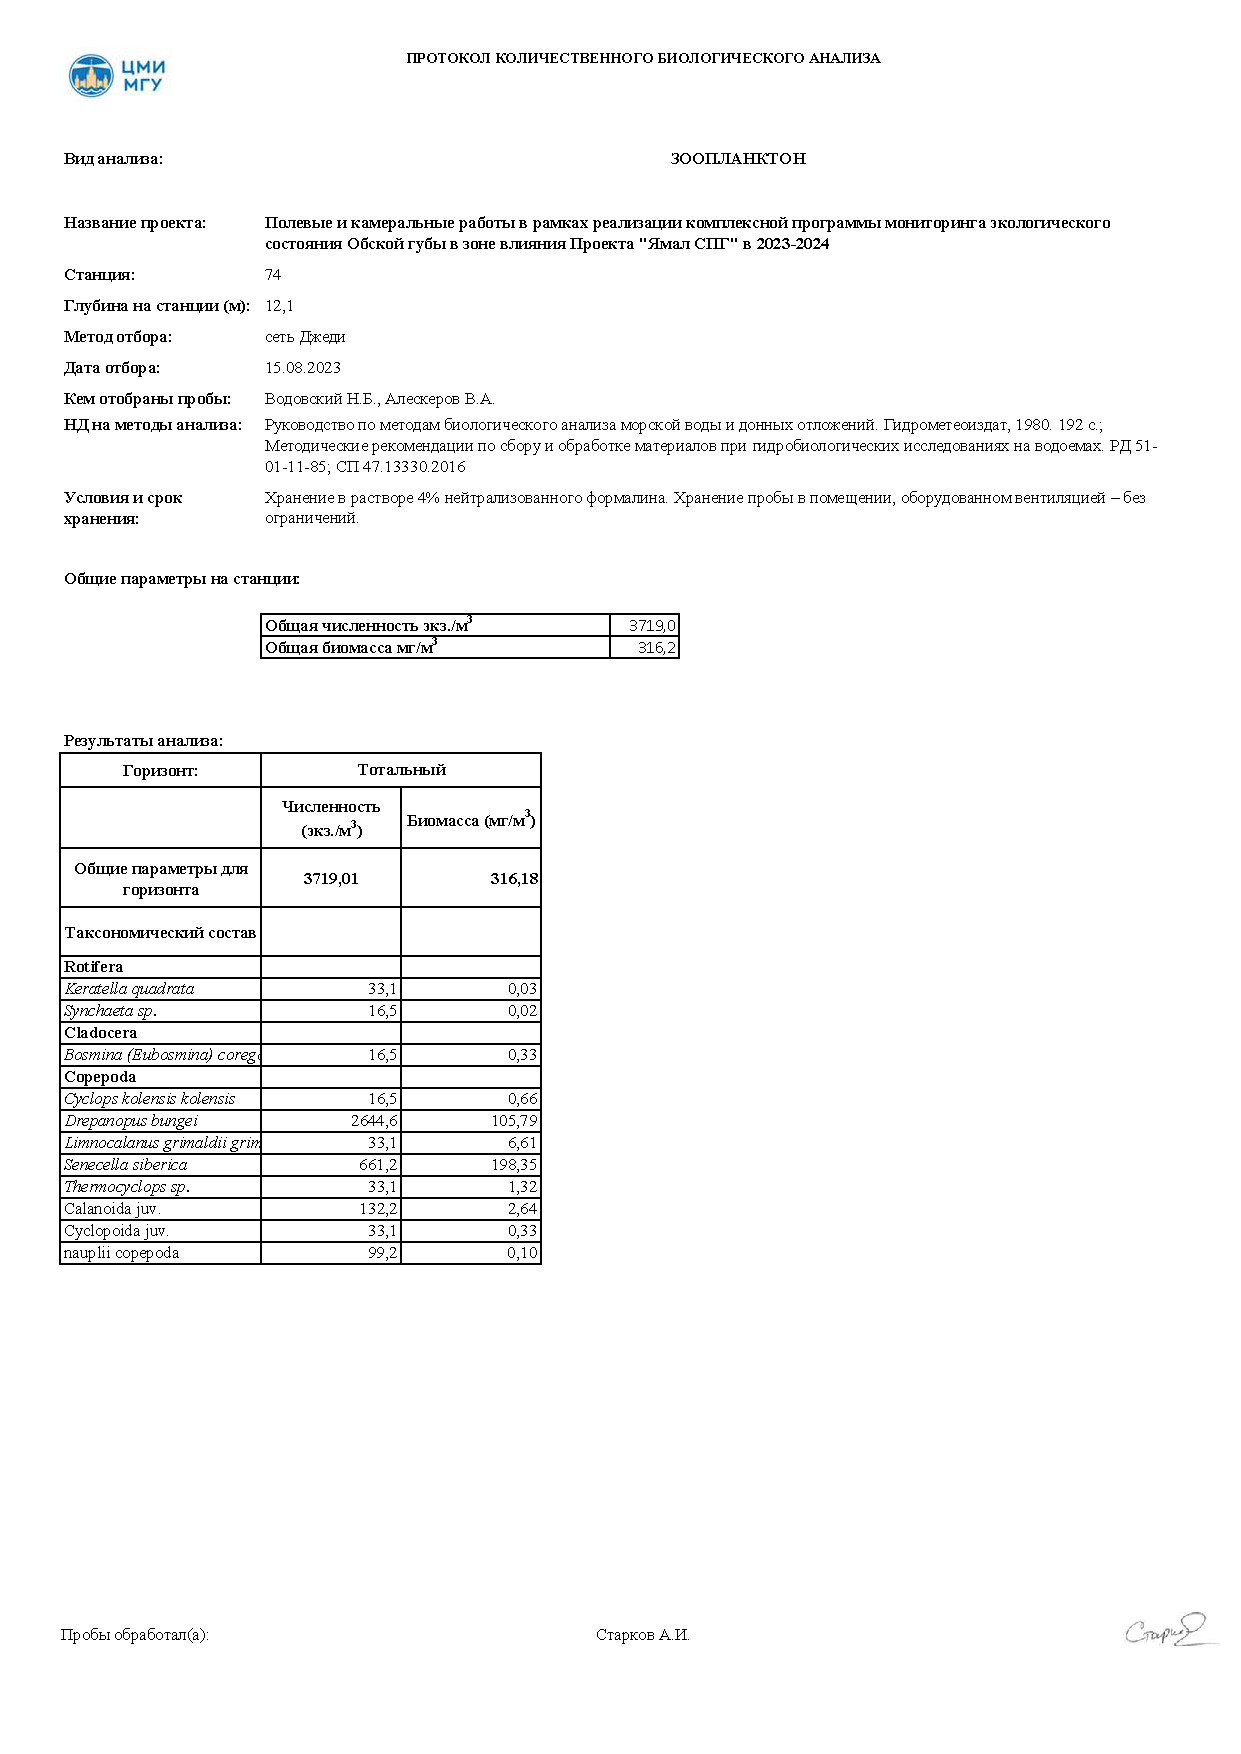 ЦМИ
МГУ
ПРОТОКОЛ КОЛИЧЕСТВЕННОГО БИОЛОГИЧЕСКОГО АНАЛИЗА
Вид анализа: ЗООПЛАНКТОН
Название проекта: Полевые и камеральные работы в рамках реализации комплексной программы мониторинга экологического
состояния Обской губы в зоне влияния Проекта "Ямал СПГ" в 2023-2024
Станция: 74
Глубина на станции (м): 12,1
Метод отбора: сеть Джеди
Дата отбора: 15.08.2023
Кем отобраны пробы: Водовский Н.Б., Алескеров В.А.
НД на методы анализа: Руководство по методам биологического анализа морской воды и донных отложений. Гидрометеоиздат, 1980. 192 с.;
Методические рекомендации по сбору и обработке материалов при гидробиологических исследованиях на водоемах. РД 51-
01-11-85; СП 47.13330.2016
Условия и срок хранения: Хранение в растворе 4% нейтрализованного формалина. Хранение пробы в помещении, оборудованном вентиляцией – без
ограничений.
Общие параметры на станции:
Общая численность экз./м³ 3719,0
Общая биомасса мг/м³ 316,2
Результаты анализа:
Горизонт: Тотальный
Численность (экз./м³) Биомасса (мг/м³)
Общие параметры для горизонта 3719,01 316,18
Таксономический состав
Rotifera
Keratella quadrata 33,1 0,03
Synchaeta sp. 16,5 0,02
Cladocera
Bosmina (Eubosmina) corego 16,5 0,33
Copepoda
Cyclops kolensis kolensis 16,5 0,66
Drepanopus bungei 2644,6 105,79
Limnocalanus grimaldii grim 33,1 6,61
Senecella siberica 661,2 198,35
Thermocyclops sp. 33,1 1,32
Calanoida juv. 132,2 2,64
Cyclopoida juv. 33,1 0,33
nauplii copepoda 99,2 0,10
Пробы обработал(а): Старков А.И.